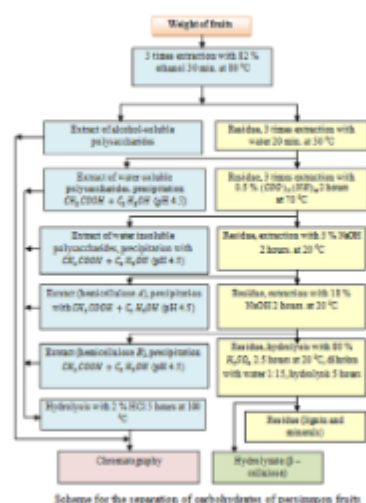 Weight of fruits
3 times extraction with 82 %
ethanol 30 min. at 80 °C
Extract of alcohol-soluble
polysaccharides
Residue, 3 times extraction with
water 20 min. at 50 °C
Extract of water-soluble
polysaccharides, precipitation
CH₃COOH + C₂H₅OH (pH 4.5)
Residue, 3 times extraction with
0.5 % 2 hours
at 70 °C
Extract of water insoluble
polysaccharides, precipitation with
CH₃COOH + C₂H₅OH (pH 4.5)
Residue, extraction with 5 % NaOH
2 hours. at 20 °C
Extract (hemicellulose A), precipitation
with CH₃COOH + C₂H₅OH (pH 4.5)
Residue, extraction with 18 %
NaOH 2 hours at 20 °C
Extract (hemicellulose B), precipitation
CH₃COOH + C₂H₅OH (pH 4.5)
Residue, hydrolysis with 80 %
H₂SO₄ 2.5 hours at 20 °C, dilution
with water 1:15, hydrolysis 5 hours
Hydrolysis with 2 % HCl 5 hours at 100
°C
Residue (lignin and
minerals)
Chromatography
Hydrolysate (β –
cellulose)
Scheme for the separation of carbohydrates of persimmon fruits